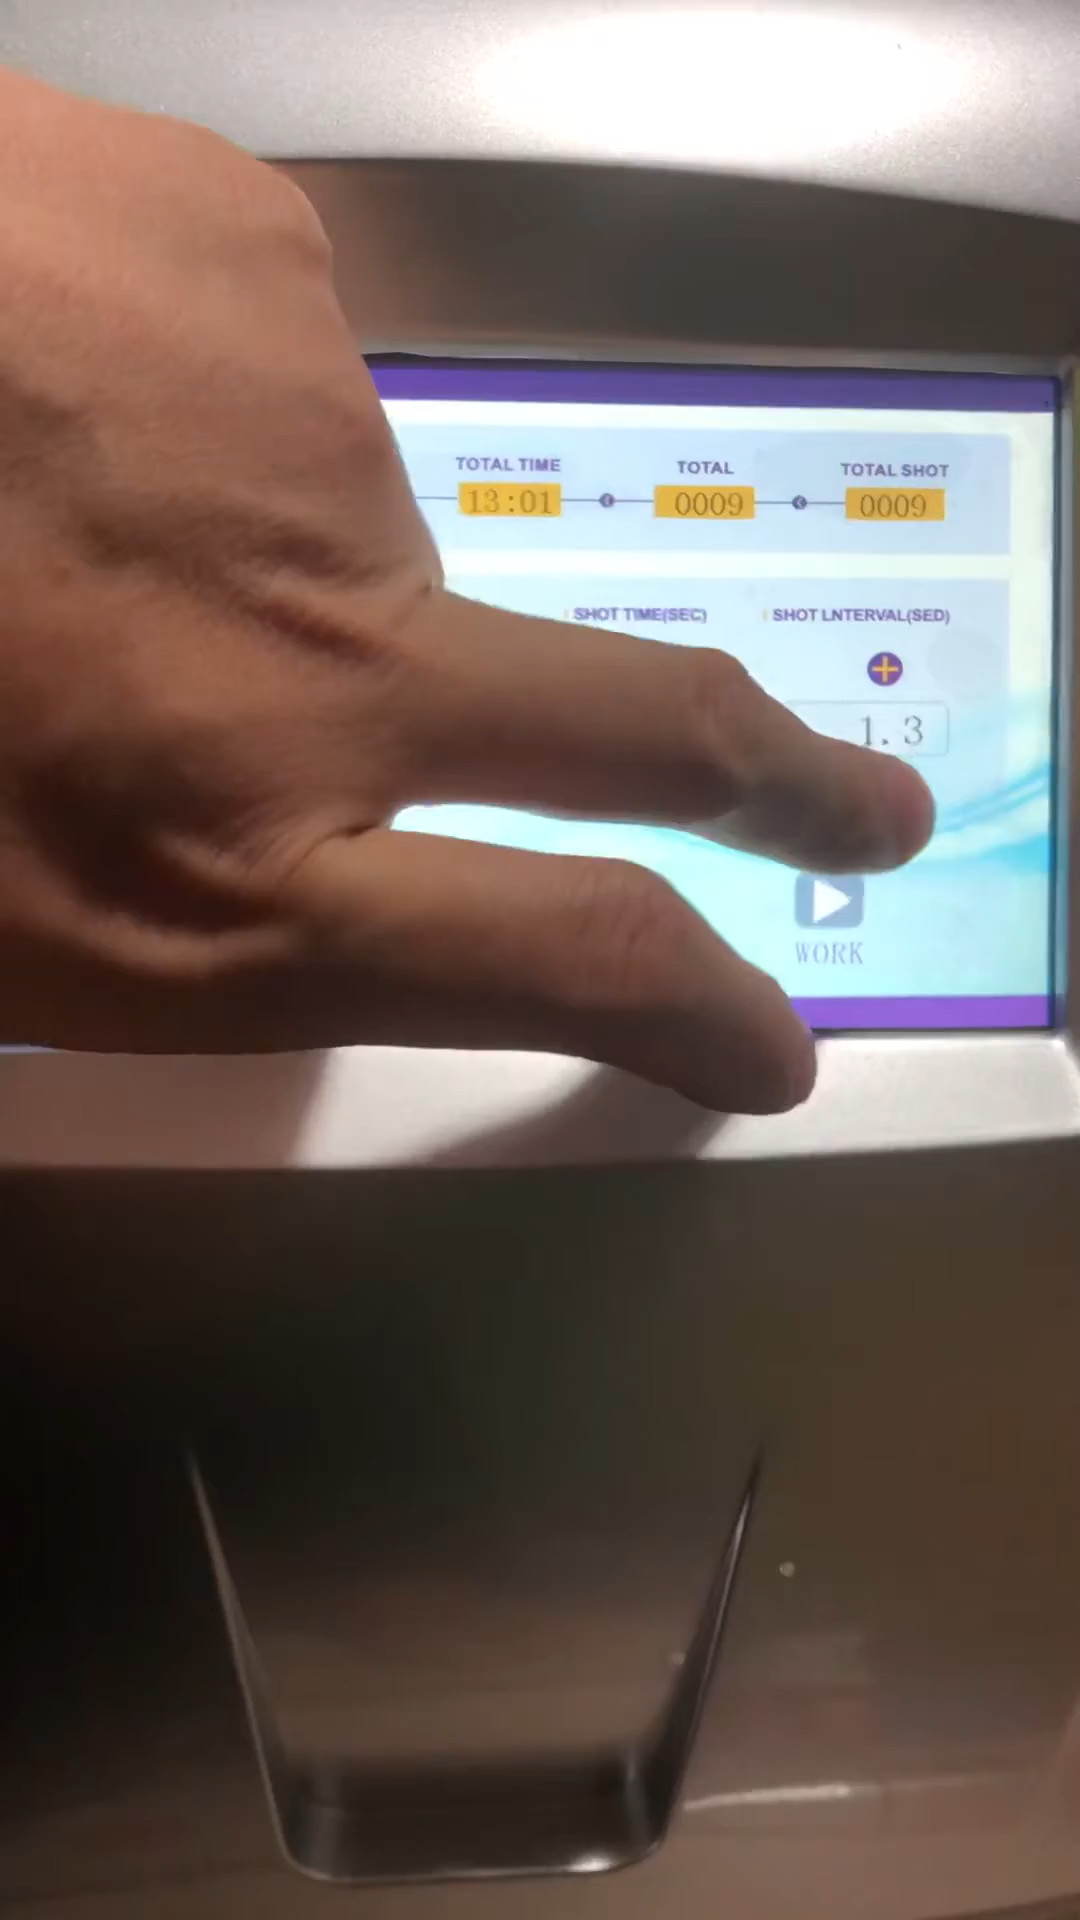 TOTAL TIME
TOTAL
TOTAL SHOT
13:01
0009
0009
SHOT TIME(SEC)
SHOT LNTERVAL(SED)
1.3
WORK